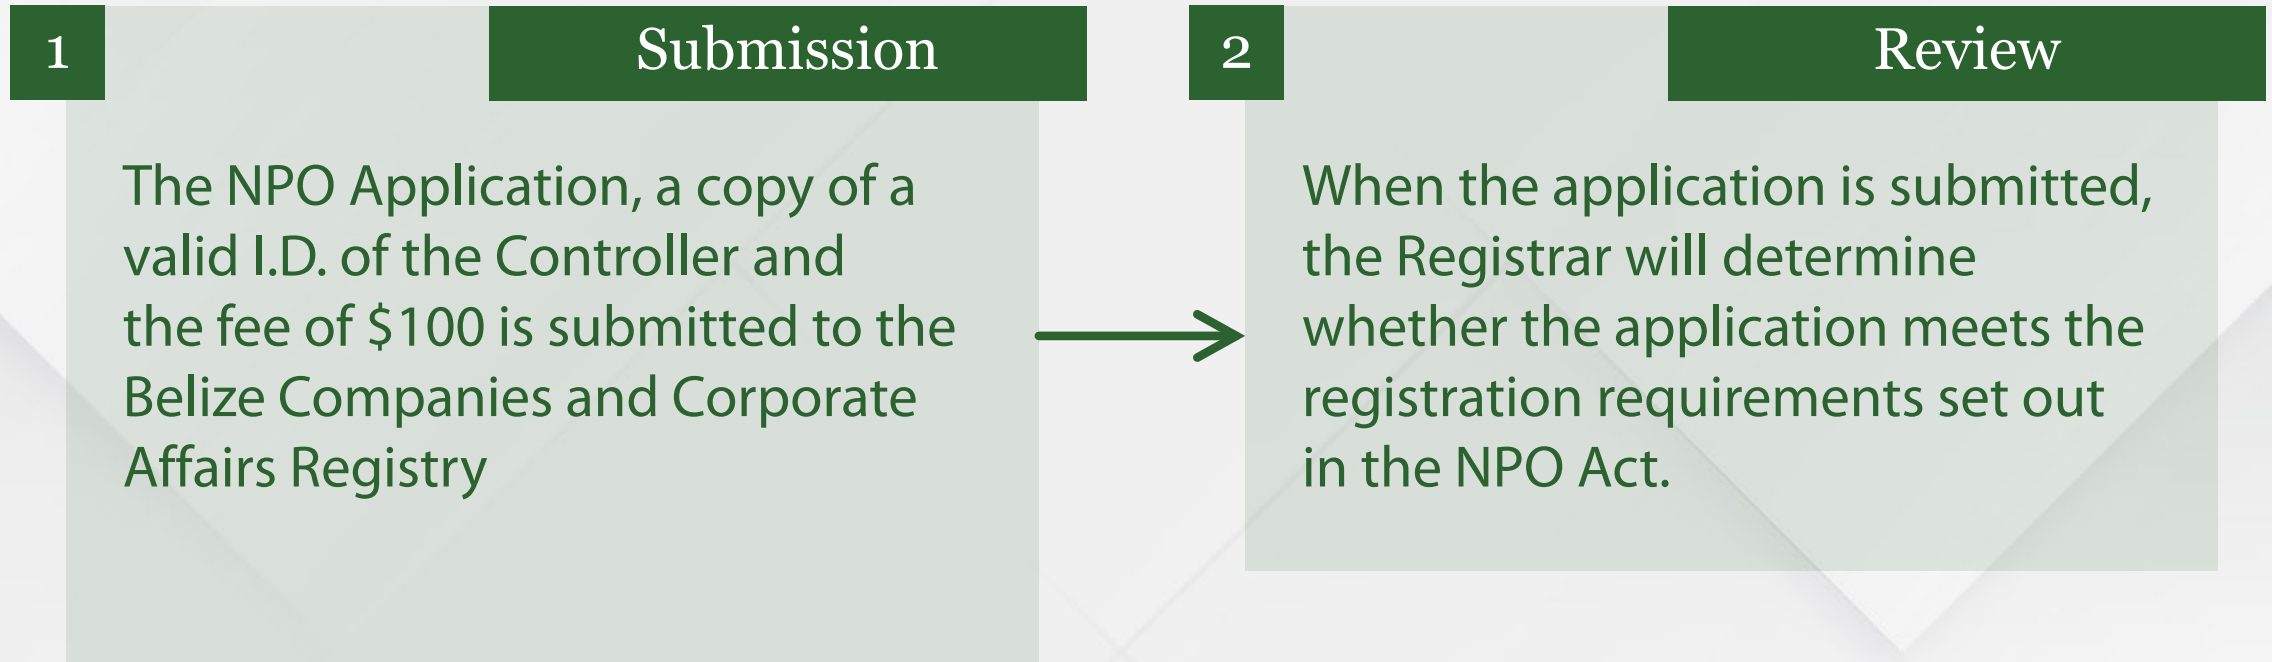 1
Submission
The NPO Application, a copy of a
valid I.D. of the Controller and
the fee of $100 is submitted to the
Belize Companies and Corporate
Affairs Registry
2
Review
When the application is submitted,
the Registrar will determine
whether the application meets the
registration requirements set out
in the NPO Act.